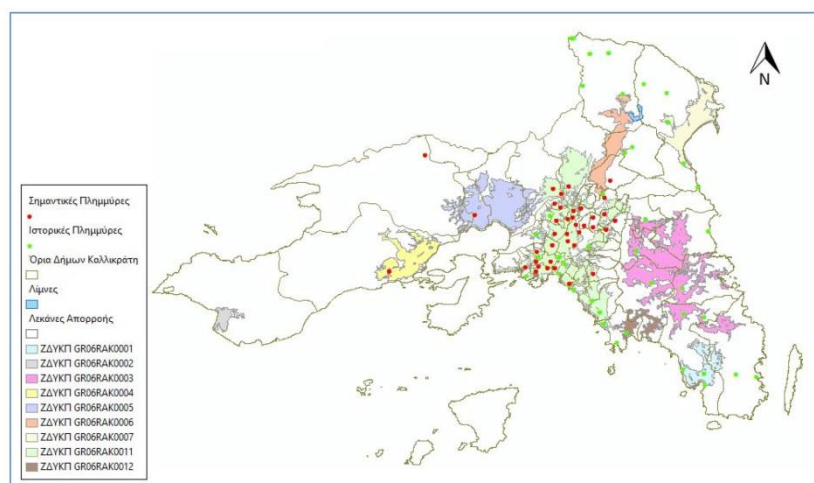 N
Σημαντικές Πλημμύρες
Ιστορικές Πλημμύρες
Όρια Δήμων Καλλικράτη
Λίμνες
Λεκάνες Απορροής
ΖΔΥΚΠ GR06RAK0001
ΖΔΥΚΠ GR06RAK0002
ΖΔΥΚΠ GR06RAK0003
ΖΔΥΚΠ GR06RAK0004
ΖΔΥΚΠ GR06RAK0005
ΖΔΥΚΠ GR06RAK0006
ΖΔΥΚΠ GR06RAK0007
ΖΔΥΚΠ GR06RAK0011
ΖΔΥΚΠ GR06RAK0012